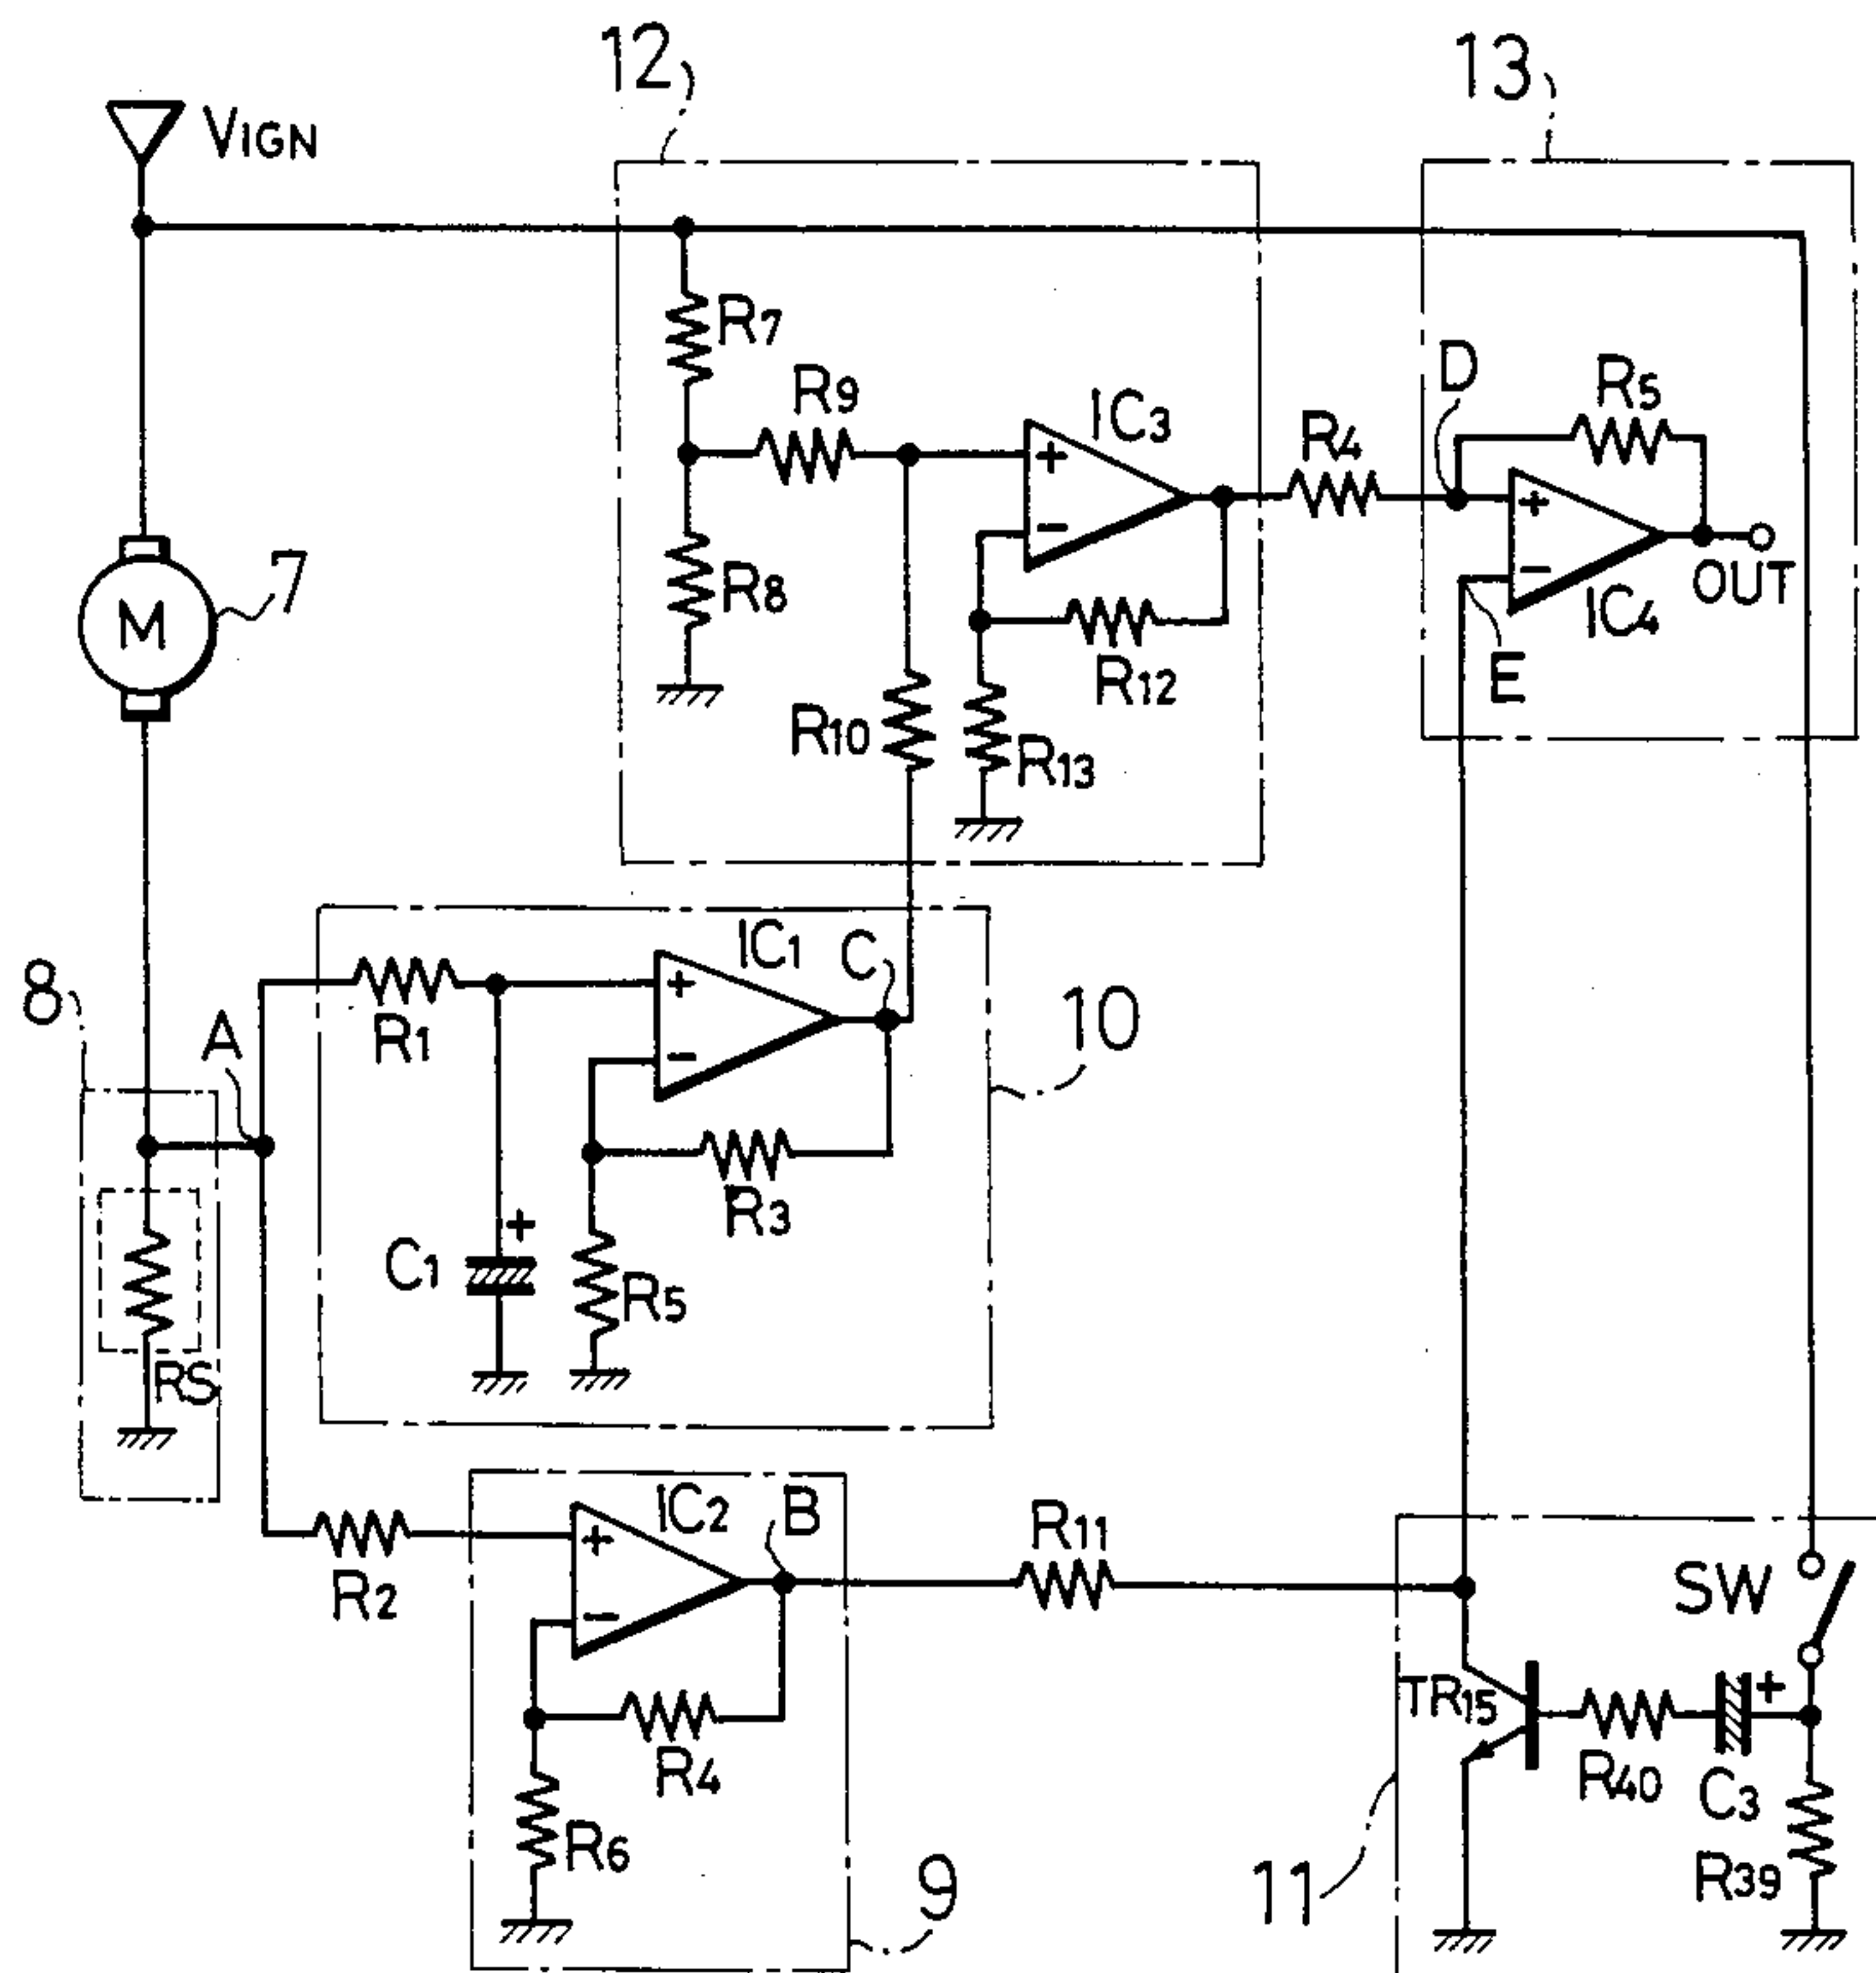 12
13
VIGN
R7
D
R5
R9
IC3
R4
+
+
7
M
R8
−
−
OUT
IC4
R12
E
R10
R13
IC1
C
8
A
R1
+
10
−
R3
+
C1
R5
RS
IC2
B
R11
+
SW
R2
−
TR15
+
R4
R40
C3
R6
9
11
R39